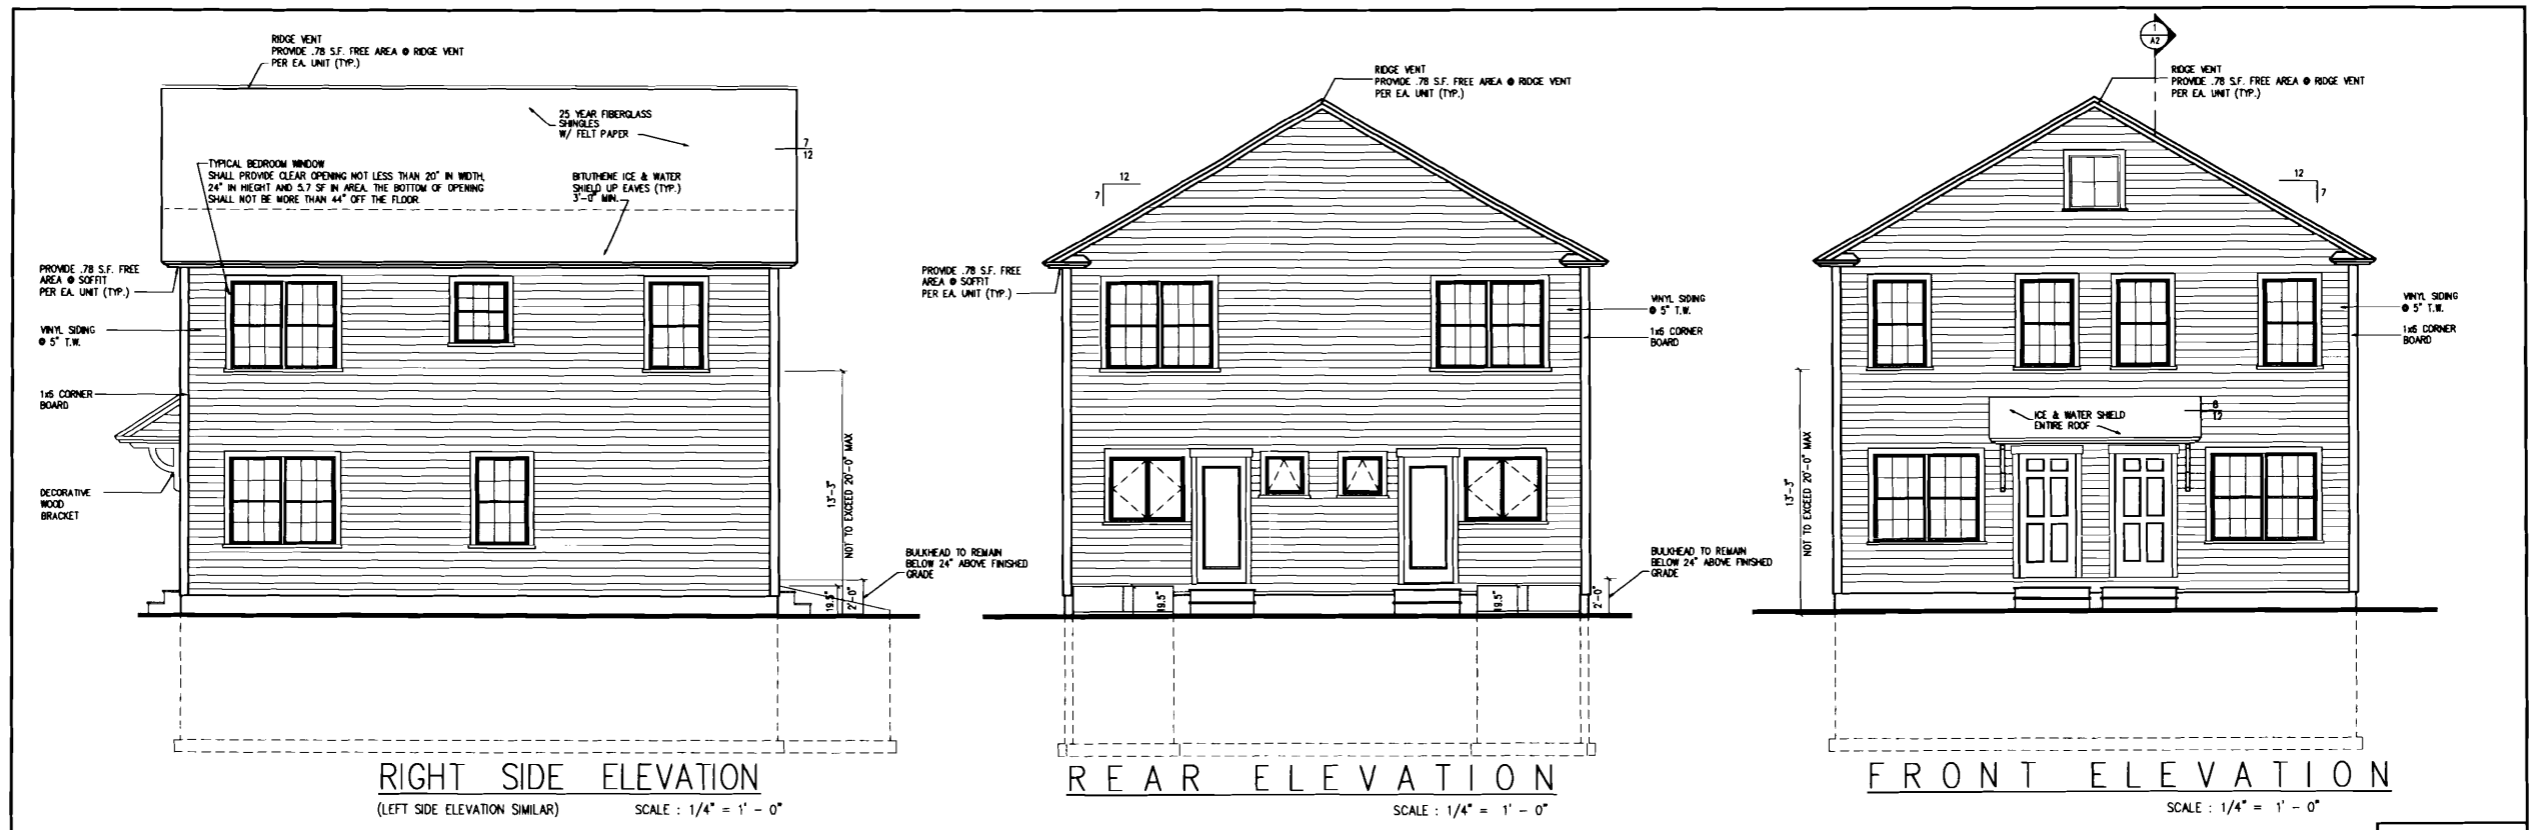 RIDGE VENT
PROVIDE .78 S.F. FREE AREA @ RIDGE VENT
PER EA. UNIT (TYP.)
25 YEAR FIBERGLASS
SHINGLES
W/ FELT PAPER
7
12
TYPICAL BEDROOM WINDOW
SHALL PROVIDE CLEAR OPENING NOT LESS THAN 20" IN WIDTH,
24" IN HIEGHT AND 5.7 SF IN AREA. THE BOTTOM OF OPENING
SHALL NOT BE MORE THAN 44" OFF THE FLOOR.
BITUTHENE ICE & WATER
SHIELD UP EAVES (TYP.)
3'-0" MIN.
PROVIDE .78 S.F. FREE
AREA @ SOFFIT
PER EA. UNIT (TYP.)
VINYL SIDING
@ 5" T.W.
1x6 CORNER
BOARD
DECORATIVE
WOOD
BRACKET
13'-3"
NOT TO EXCEED 20'-0" MAX
19.5"
2'-0"
BULKHEAD TO REMAIN
BELOW 24" ABOVE FINISHED
GRADE
RIGHT SIDE ELEVATION
(LEFT SIDE ELEVATION SIMILAR) SCALE : 1/4" = 1' - 0"
RIDGE VENT
PROVIDE .78 S.F. FREE AREA @ RIDGE VENT
PER EA. UNIT (TYP.)
12
7
PROVIDE .78 S.F. FREE
AREA @ SOFFIT
PER EA. UNIT (TYP.)
VINYL SIDING
@ 5" T.W.
1x6 CORNER
BOARD
19.5"
19.5"
2'-0"
BULKHEAD TO REMAIN
BELOW 24" ABOVE FINISHED
GRADE
REAR ELEVATION
SCALE : 1/4" = 1' - 0"
1
A2
RIDGE VENT
PROVIDE .78 S.F. FREE AREA @ RIDGE VENT
PER EA. UNIT (TYP.)
12
7
VINYL SIDING
@ 5" T.W.
1x6 CORNER
BOARD
ICE & WATER SHIELD
ENTIRE ROOF
8
12
13'-3"
NOT TO EXCEED 20'-0" MAX
FRONT ELEVATION
SCALE : 1/4" = 1' - 0"